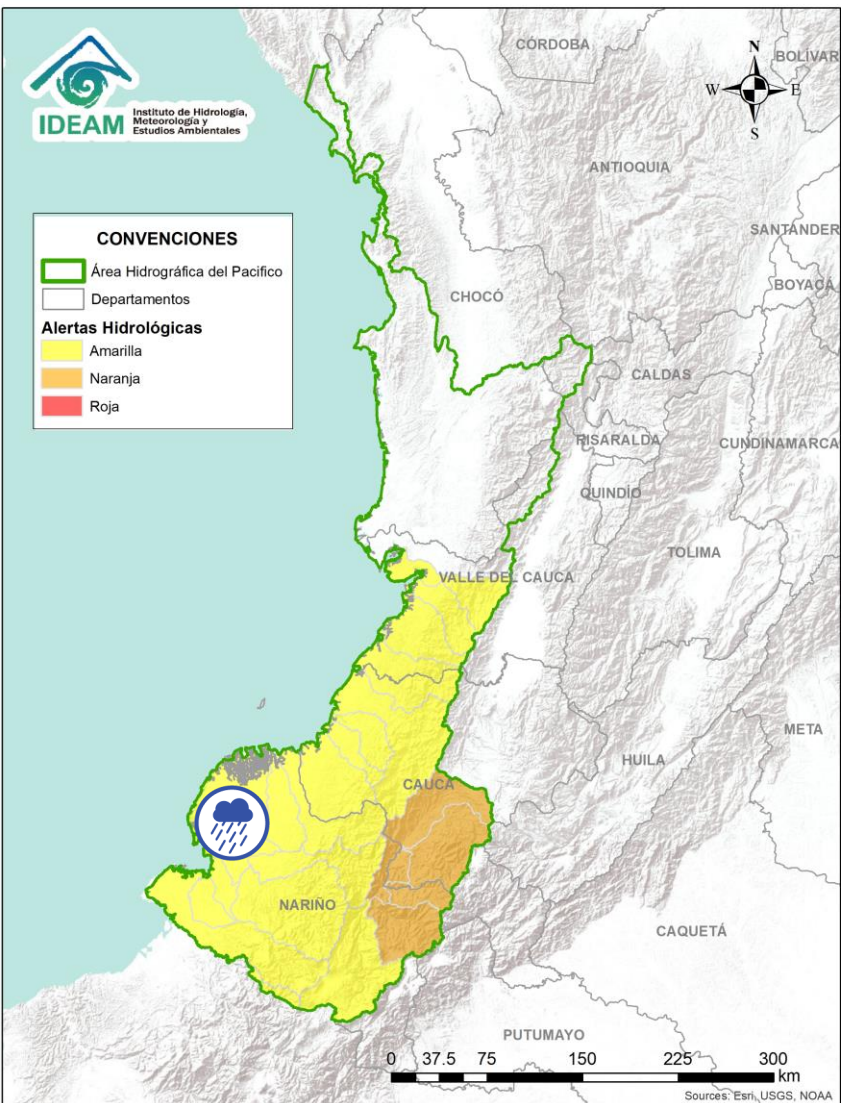 IDEAM
Instituto de Hidrología,
Meteorología y
Estudios Ambientales
N
W
E
S
CONVENCIONES
Área Hidrográfica del Pacifico
Departamentos
Alertas Hidrológicas
Amarilla
Naranja
Roja
CÓRDOBA
BOLÍVAR
ANTIOQUIA
SANTANDER
BOYACÁ
CHOCÓ
CALDAS
RISARALDA
CUNDINAMARCA
QUINDÍO
TOLIMA
VALLE DEL CAUCA
META
HUILA
CAUCA
NARIÑO
CAQUETÁ
PUTUMAYO
0 37.5 75 150 225 300
km
Sources: Esri, USGS, NOAA